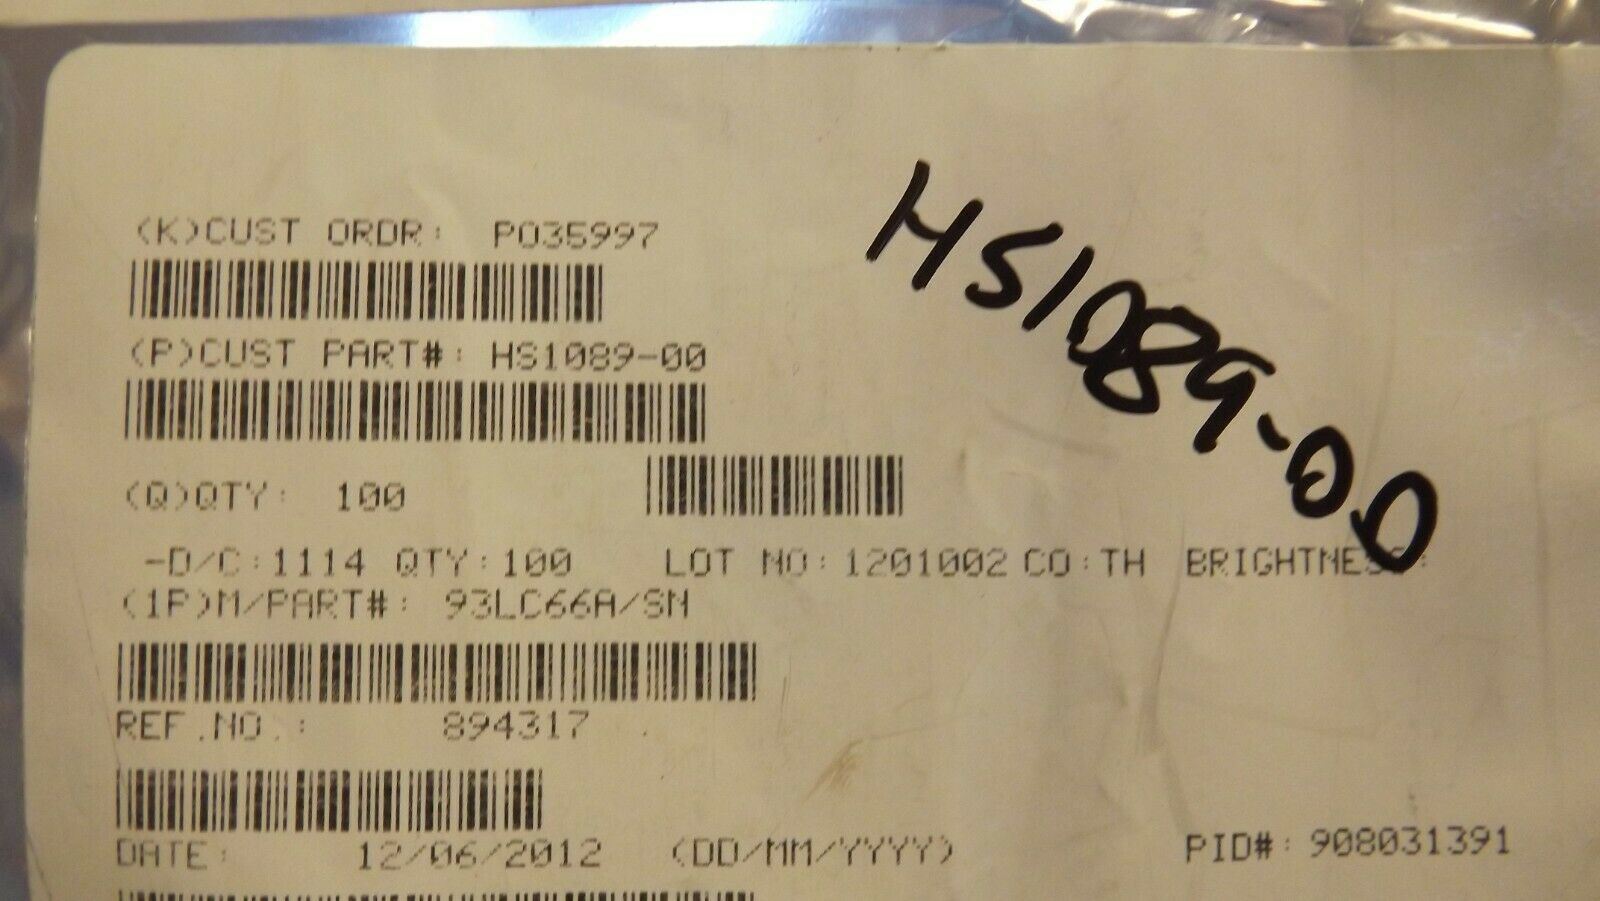 (K)CUST ORDR: PO35997
HS1089-00
(P)CUST PART#: HS1089-00
(Q)QTY: 100
-D/C:1114 QTY:100 LOT NO:1201002 CO:TH BRIGHTNESS:
(1P)M/PART#: 93LC66A/SN
REF.NO.: 894317
DATE: 12/06/2012 (DD/MM/YYYY) PID#: 908031391